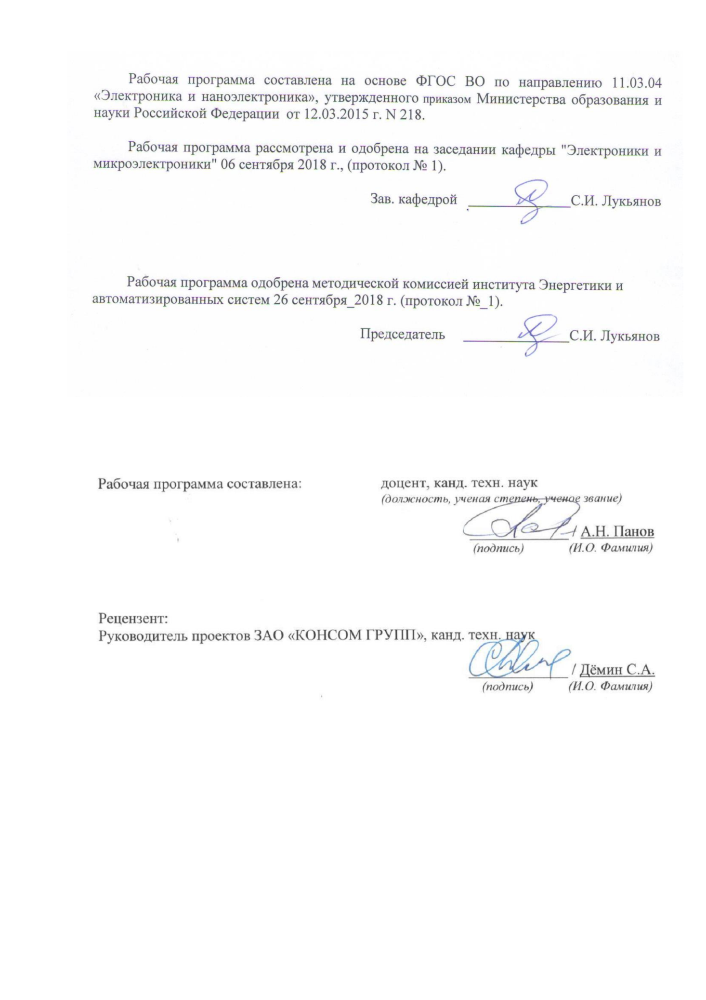 Рабочая программа составлена на основе ФГОС ВО по направлению 11.03.04
«Электроника и наноэлектроника», утвержденного приказом Министерства образования и
науки Российской Федерации от 12.03.2015 г. N 218.
Рабочая программа рассмотрена и одобрена на заседании кафедры "Электроники и
микроэлектроники" 06 сентября 2018 г., (протокол № 1).
Зав. кафедрой ______________С.И. Лукьянов
Рабочая программа одобрена методической комиссией института Энергетики и
автоматизированных систем 26 сентября_2018 г. (протокол №_1).
Председатель ______________С.И. Лукьянов
Рабочая программа составлена: доцент, канд. техн. наук
(должность, ученая степень, ученое звание)
______________/ А.Н. Панов
(подпись) (И.О. Фамилия)
Рецензент:
Руководитель проектов ЗАО «КОНСОМ ГРУПП», канд. техн. наук
______________ / Дёмин С.А.
(подпись) (И.О. Фамилия)